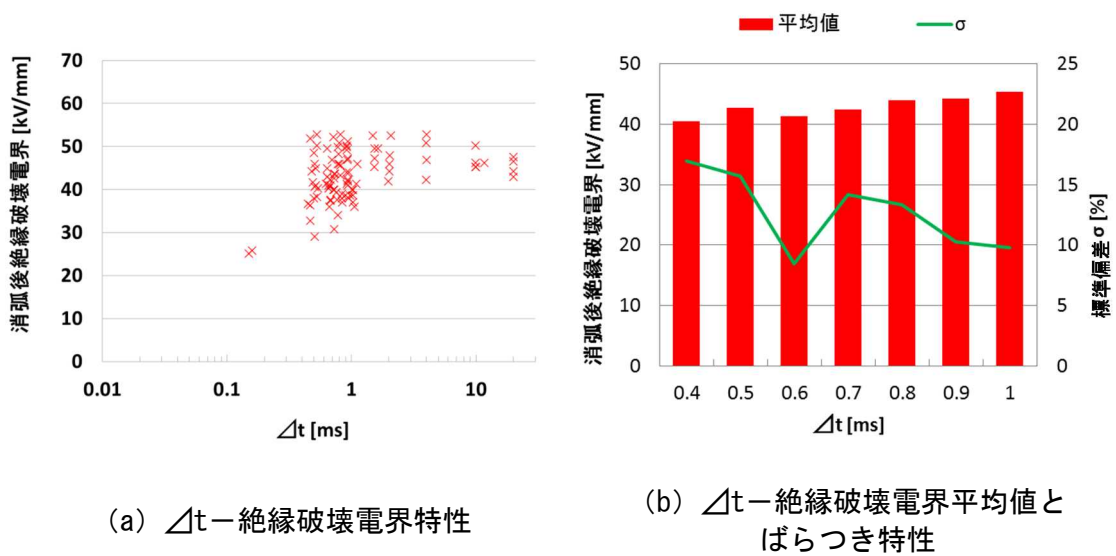 消弧後絶縁破壊電界 [kV/mm]
70
60
50
40
30
20
10
0
0.01 0.1 1 10
⊿t [ms]
(a) ⊿t－絶縁破壊電界特性
平均値 σ
消弧後絶縁破壊電界 [kV/mm]
50
40
30
20
10
0
25
20
15
10
5
0
標準偏差σ [%]
0.4 0.5 0.6 0.7 0.8 0.9 1
⊿t [ms]
(b) ⊿t－絶縁破壊電界平均値と
ばらつき特性